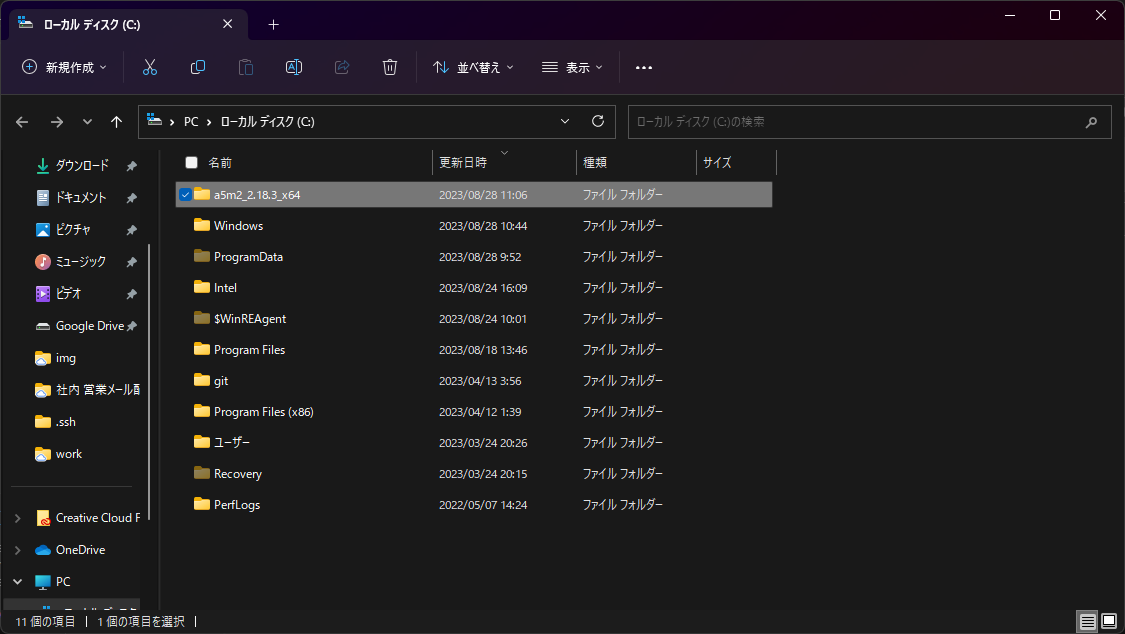 ローカル ディスク (C:)
新規作成
並べ替え
表示
PC
ローカル ディスク (C:)
ローカル ディスク (C:)の検索
ダウンロード
ドキュメント
ピクチャ
ミュージック
ビデオ
Google Drive
img
社内 営業メール
.ssh
work
Creative Cloud F
OneDrive
PC
ローカル ディスク
名前 更新日時 種類 サイズ
a5m2_2.18.3_x64 2023/08/28 11:06 ファイル フォルダー
Windows 2023/08/28 10:44 ファイル フォルダー
ProgramData 2023/08/28 9:52 ファイル フォルダー
Intel 2023/08/24 16:09 ファイル フォルダー
$WinREAgent 2023/08/24 10:01 ファイル フォルダー
Program Files 2023/08/18 13:46 ファイル フォルダー
git 2023/04/13 3:56 ファイル フォルダー
Program Files (x86) 2023/04/12 1:39 ファイル フォルダー
ユーザー 2023/03/24 20:26 ファイル フォルダー
Recovery 2023/03/24 20:15 ファイル フォルダー
PerfLogs 2022/05/07 14:24 ファイル フォルダー
11 個の項目 1 個の項目を選択